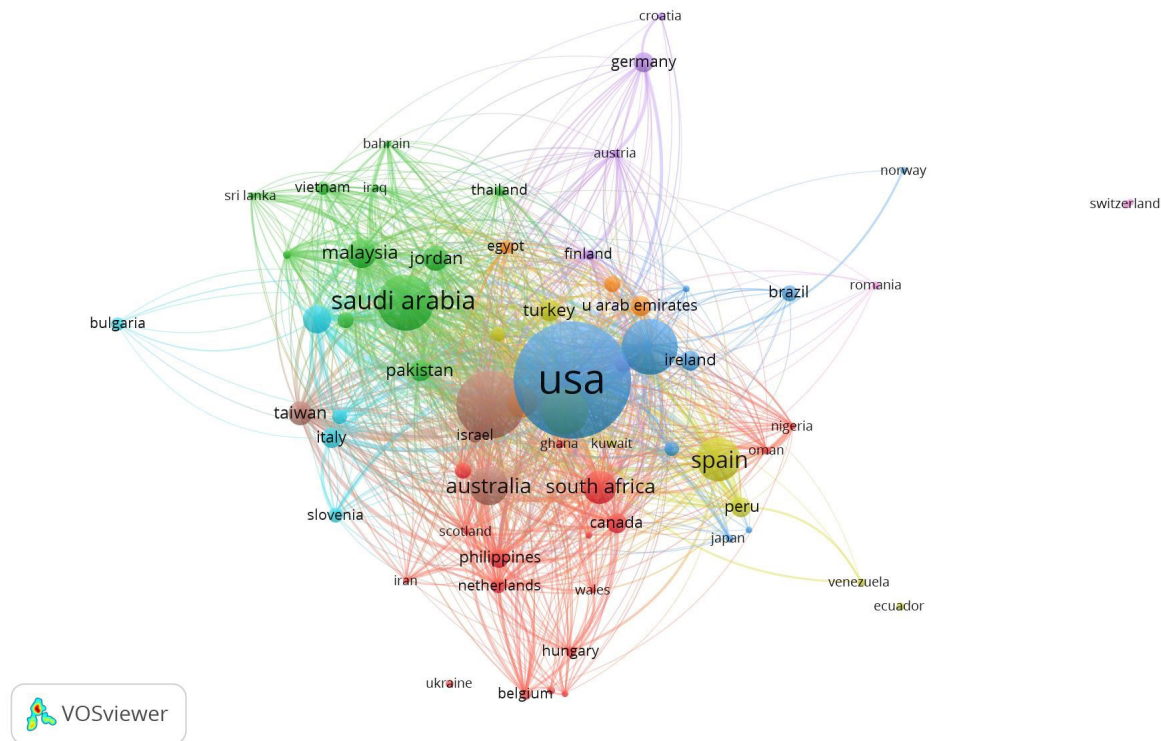 croatia
germany
bahrain
austria
norway
sri lanka
vietnam
iraq
thailand
switzerland
malaysia
jordan
egypt
finland
saudi arabia
turkey
u arab emirates
brazil
romania
bulgaria
pakistan
usa
ireland
taiwan
italy
israel
ghana
kuwait
nigeria
oman
spain
australia
south africa
peru
slovenia
scotland
canada
japan
philippines
iran
netherlands
wales
venezuela
ecuador
hungary
ukraine
belgium
VOSviewer